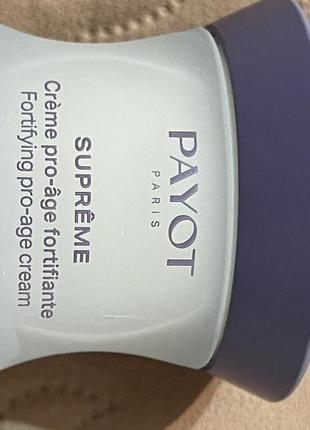 PAYOT
PARIS
SUPRÊME
Crème pro-âge fortifiante
Fortifying pro-age cream